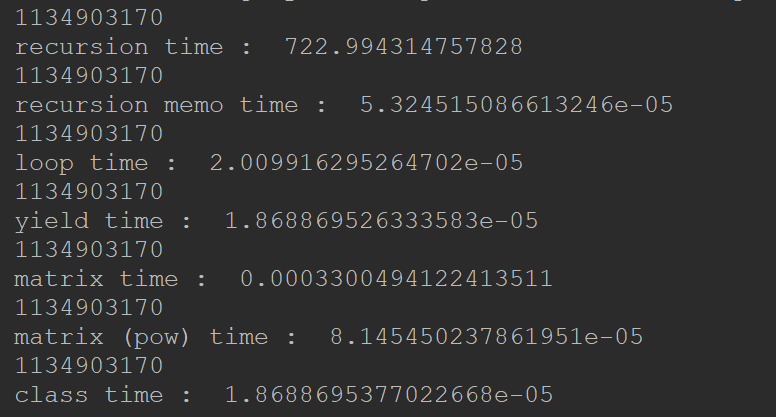 1134903170
recursion time :  722.994314757828
1134903170
recursion memo time :  5.324515086613246e-05
1134903170
loop time :  2.009916295264702e-05
1134903170
yield time :  1.868869526333583e-05
1134903170
matrix time :  0.0003300494122413511
1134903170
matrix (pow) time :  8.145450237861951e-05
1134903170
class time :  1.8688695377022668e-05